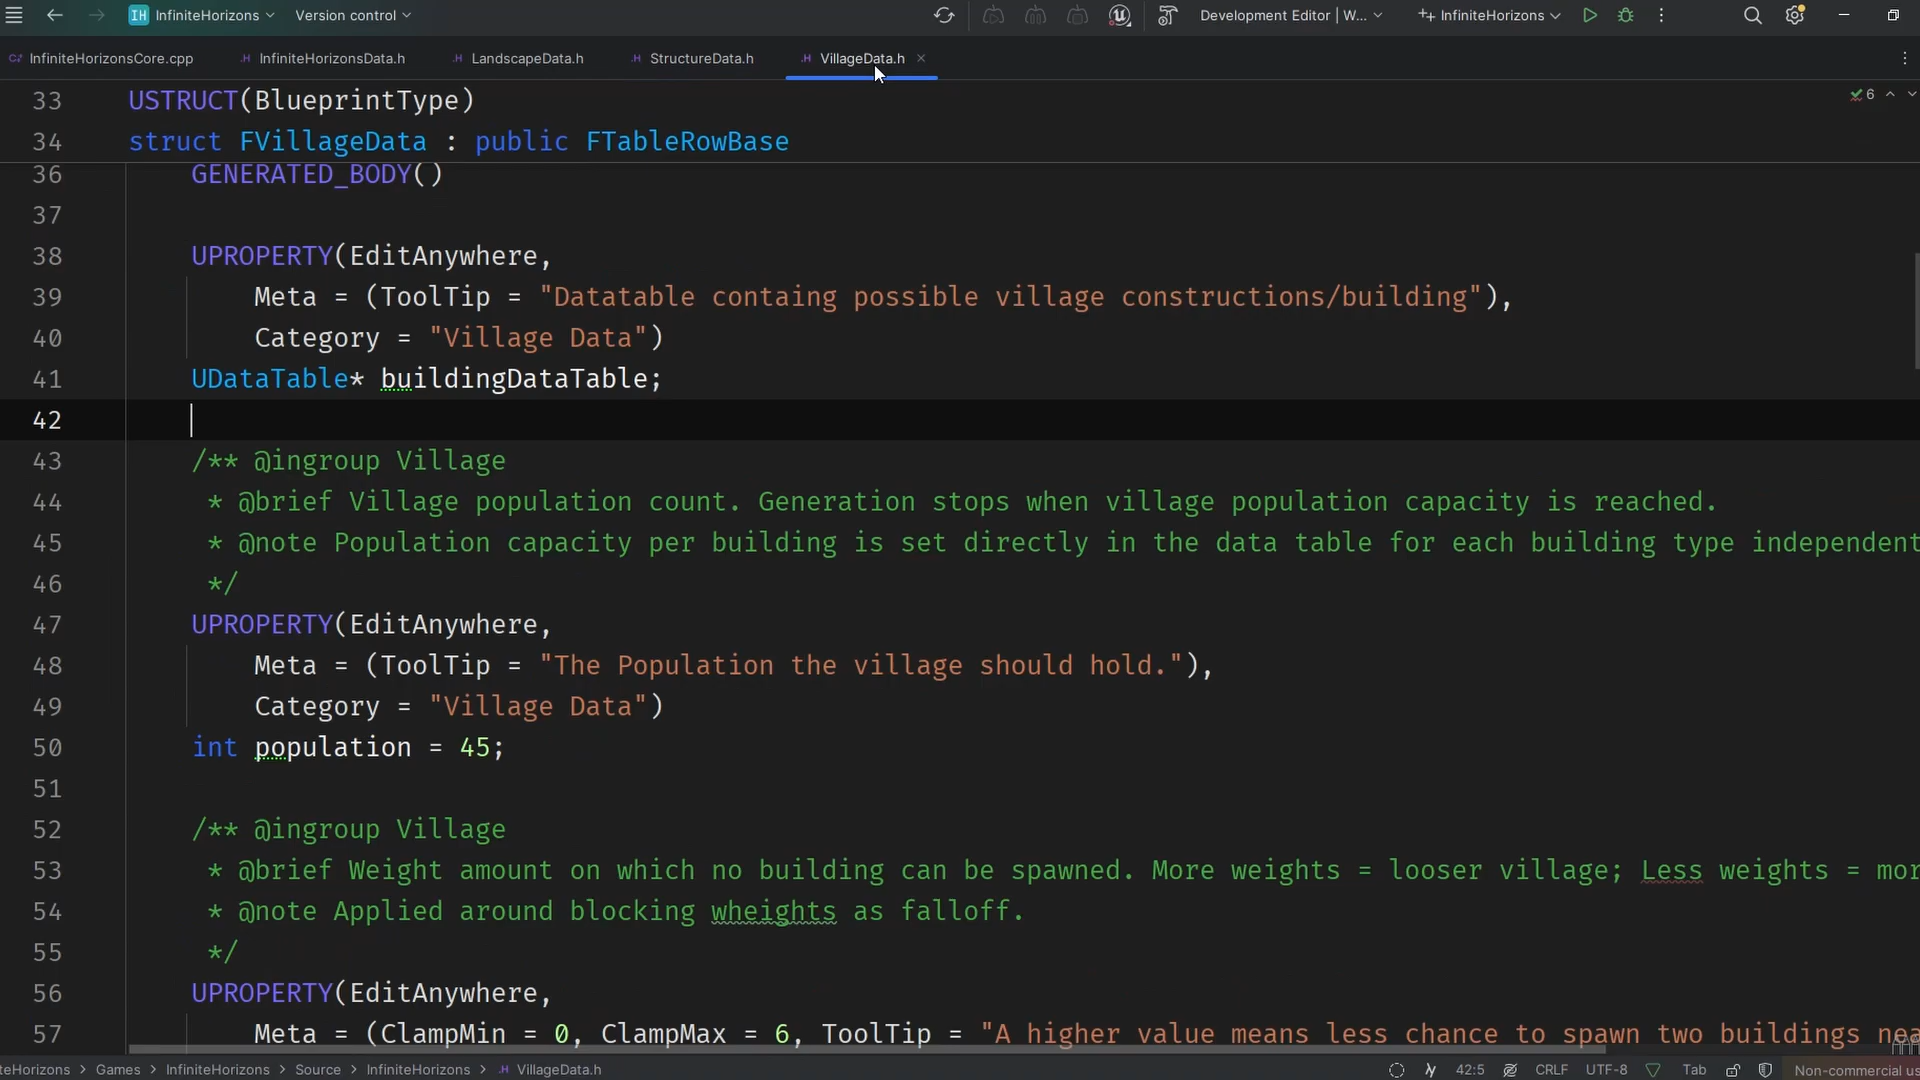 IH InfiniteHorizons Version control Development Editor | W... InfiniteHorizons
InfiniteHorizonsCore.cpp InfiniteHorizonsData.h LandscapeData.h StructureData.h VillageData.h
33 USTRUCT(BlueprintType)
34 struct FVillageData : public FTableRowBase
36 GENERATED_BODY()
37
38 UPROPERTY(EditAnywhere,
39 Meta = (ToolTip = "Datatable containg possible village constructions/building"),
40 Category = "Village Data")
41 UDataTable* buildingDataTable;
42
43 /** @ingroup Village
44 * @brief Village population count. Generation stops when village population capacity is reached.
45 * @note Population capacity per building is set directly in the data table for each building type independent
46 */
47 UPROPERTY(EditAnywhere,
48 Meta = (ToolTip = "The Population the village should hold."),
49 Category = "Village Data")
50 int population = 45;
51
52 /** @ingroup Village
53 * @brief Weight amount on which no building can be spawned. More weights = looser village; Less weights = mor
54 * @note Applied around blocking wheights as falloff.
55 */
56 UPROPERTY(EditAnywhere,
57 Meta = (ClampMin = 0, ClampMax = 6, ToolTip = "A higher value means less chance to spawn two buildings nea
6
teHorizons > Games > InfiniteHorizons > Source > InfiniteHorizons > VillageData.h 42:5 CRLF UTF-8 Tab Non-commercial us